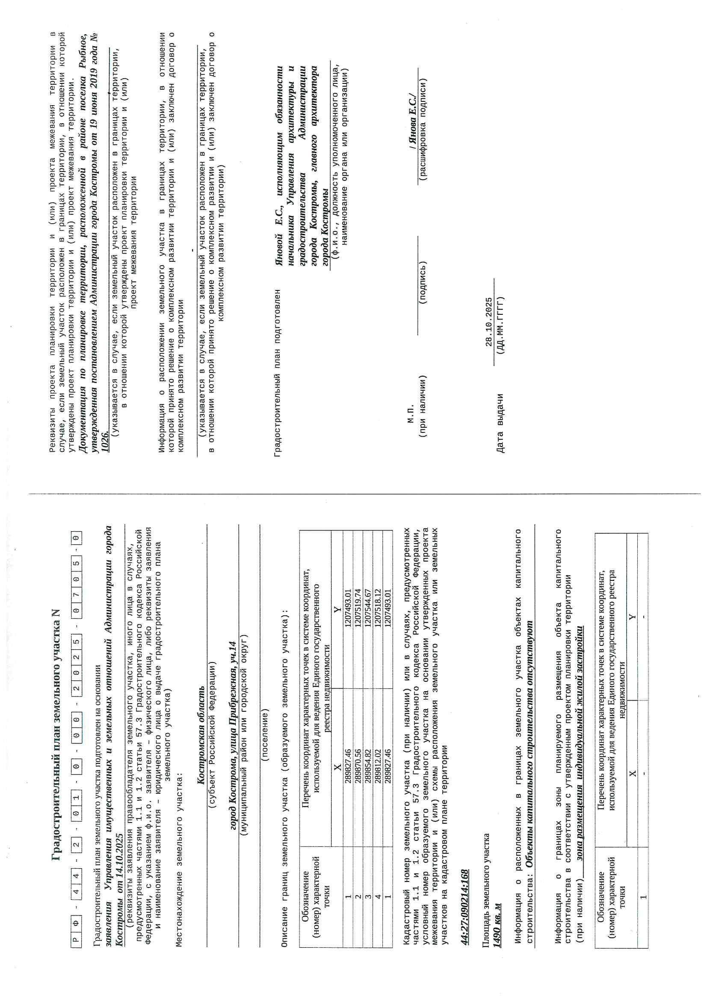 Градостроительный план земельного участка N
Р Ф - 4 4 - 2 - 0 1 - 0 - 0 0 - 2 0 2 5 - 0 7 0 5 - 0
Градостроительный план земельного участка подготовлен на основании
заявления Управления имущественных и земельных отношений Администрации города
Костромы от 14.10.2025
(реквизиты заявления правообладателя земельного участка, иного лица в случаях,
предусмотренных частями 1.1 и 1.2 статьи 57.3 Градостроительного кодекса Российской
Федерации, с указанием ф.и.о. заявителя – физического лица, либо реквизиты заявления
и наименование заявителя – юридического лица о выдаче градостроительного плана
земельного участка)
Местонахождение земельного участка:
Костромская область
(субъект Российской Федерации)
город Кострома, улица Прибрежная, уч.14
(муниципальный район или городской округ)
(поселение)
Описание границ земельного участка (образуемого земельного участка):
Обозначение (номер) характерной точки
Перечень координат характерных точек в системе координат,
используемой для ведения Единого государственного
реестра недвижимости
X Y
1 289827.46 1207493.01
2 289870.56 1207519.74
3 289854.82 1207544.67
4 289812.02 1207518.12
1 289827.46 1207493.01
Кадастровый номер земельного участка (при наличии) или в случаях, предусмотренных
частями 1.1 и 1.2 статьи 57.3 Градостроительного кодекса Российской Федерации,
условный номер образуемого земельного участка на основании утвержденных проекта
межевания территории и (или) схемы расположения земельного участка или земельных
участков на кадастровом плане территории
44:27:090214:168
Площадь земельного участка
1490 кв. м
Информация о расположенных в границах земельного участка объектах капитального
строительства: Объекты капитального строительства отсутствуют
Информация о границах зоны планируемого размещения объекта капитального
строительства в соответствии с утвержденным проектом планировки территории
(при наличии) зона размещения индивидуальной жилой застройки
Обозначение (номер) характерной точки
Перечень координат характерных точек в системе координат,
используемой для ведения Единого государственного реестра
недвижимости
X Y
1 - -
Реквизиты проекта планировки территории и (или) проекта межевания территории в
случае, если земельный участок расположен в границах территории, в отношении которой
утверждены проект планировки территории и (или) проект межевания территории.
Документация по планировке территории, расположенной в районе поселка Рыбное,
утвержденная постановлением Администрации города Костромы от 19 июня 2019 года №
1026.
(указывается в случае, если земельный участок расположен в границах территории,
в отношении которой утверждены проект планировки территории и (или)
проект межевания территории
Информация о расположении земельного участка в границах территории, в отношении
которой принято решение о комплексном развитии территории и (или) заключен договор о
комплексном развитии территории
-
(указывается в случае, если земельный участок расположен в границах территории,
в отношении которой принято решение о комплексном развитии и (или) заключен договор о
комплексном развитии территории)
Градостроительный план подготовлен
Яновой Е.С., исполняющим обязанности
начальника Управления архитектуры и
градостроительства Администрации
города Костромы, главного архитектора
города Костромы
(ф.и.о., должность уполномоченного лица,
наименование органа или организации)
М.П.
(при наличии)
(подпись)
/ Янова Е.С./
(расшифровка подписи)
Дата выдачи
28.10.2025
(ДД.ММ.ГГГГ)